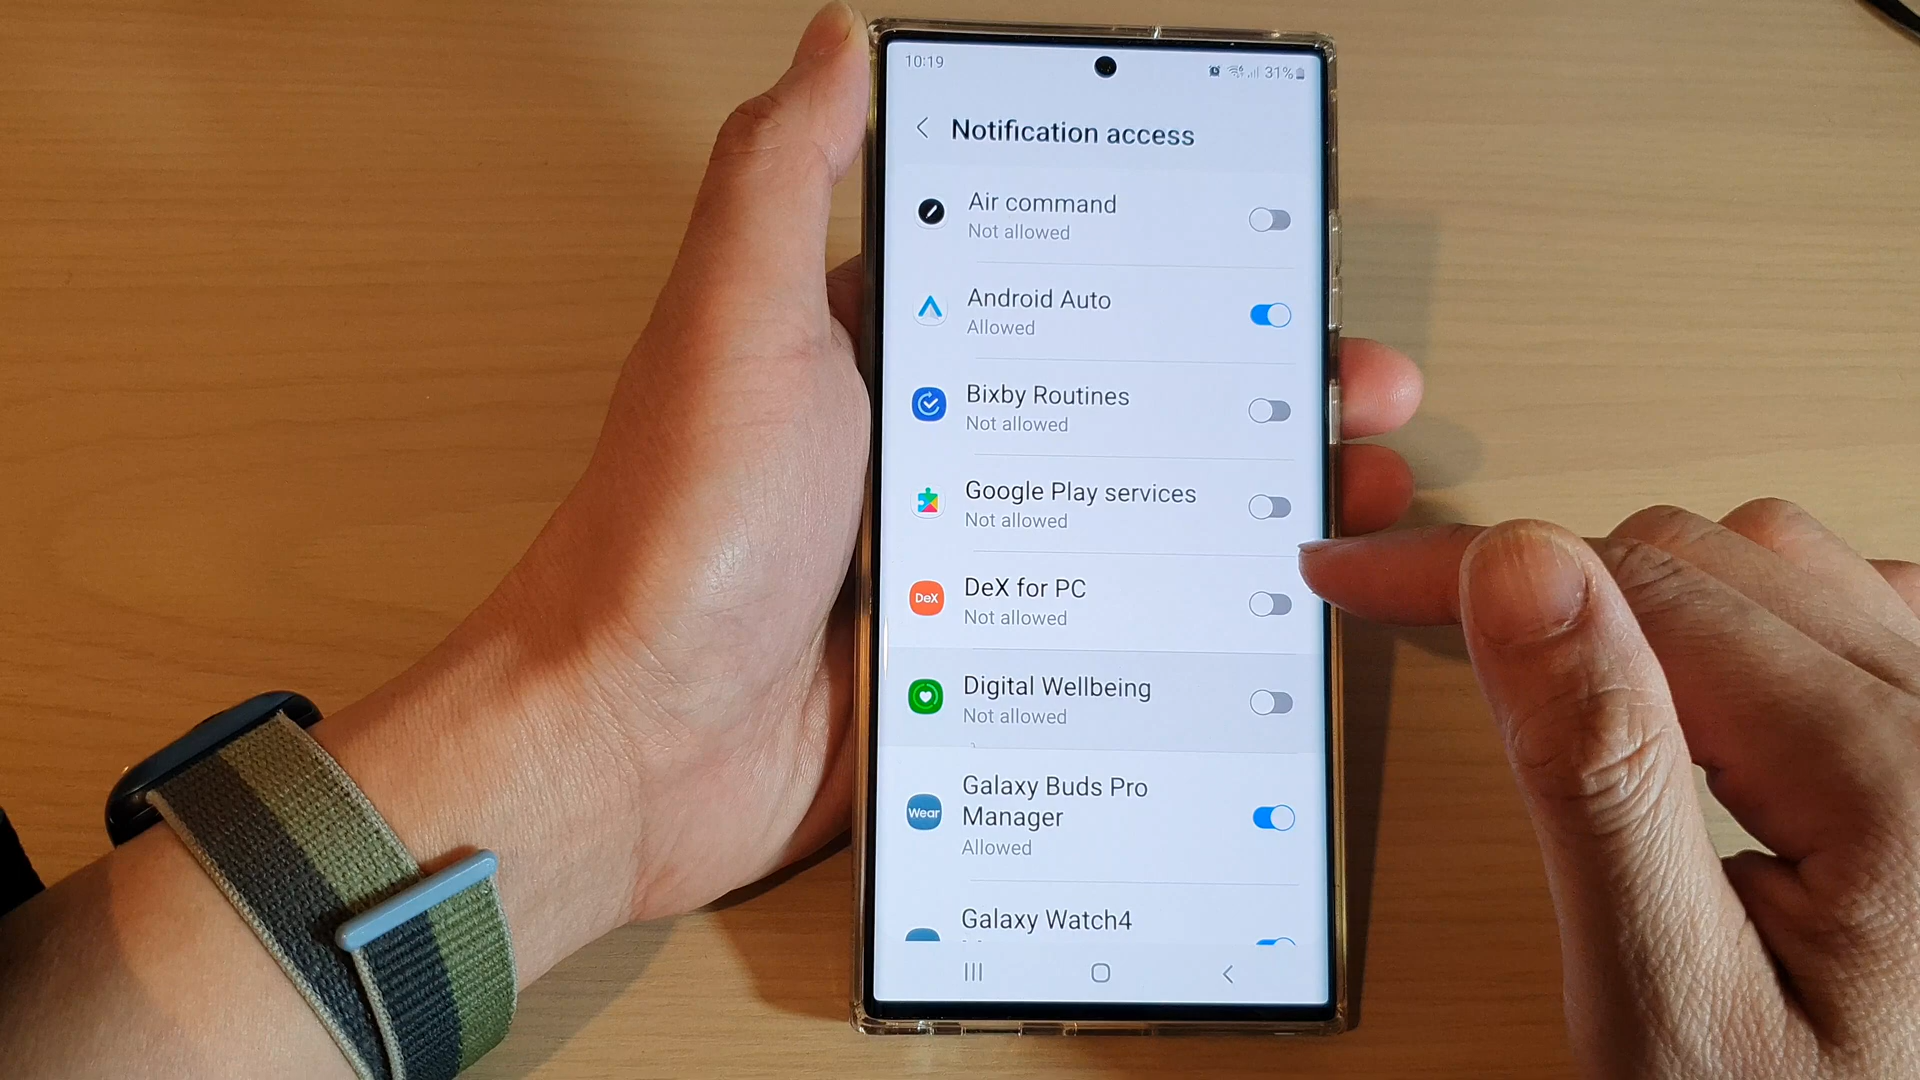 10:19
31%
Notification access
Air command
Not allowed
Android Auto
Allowed
Bixby Routines
Not allowed
Google Play services
Not allowed
DeX
DeX for PC
Not allowed
Digital Wellbeing
Not allowed
Galaxy Buds Pro
Wear
Manager
Allowed
Galaxy Watch4